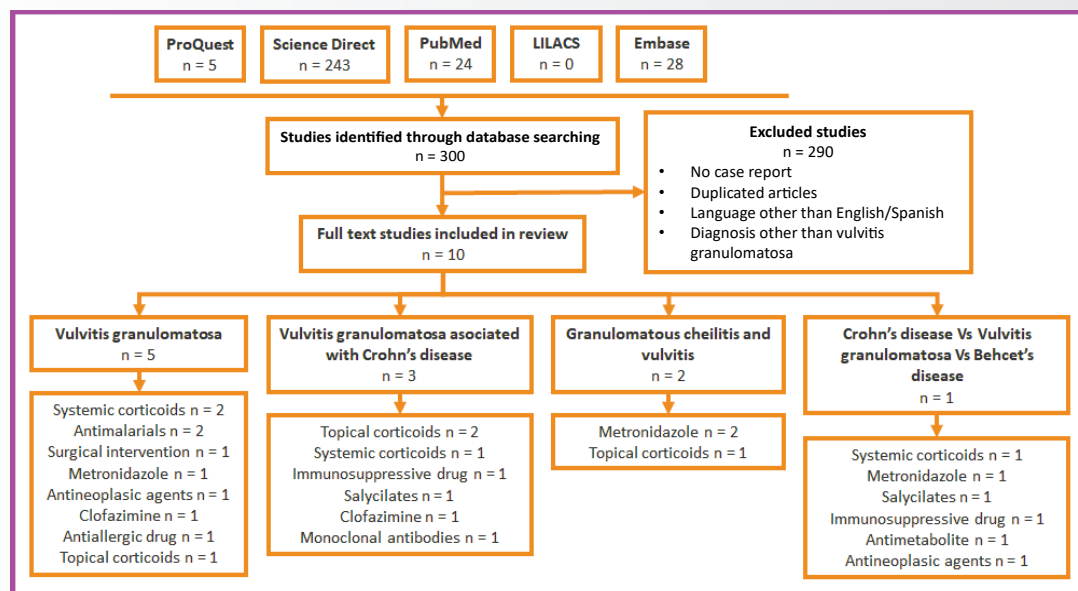 ProQuest
n = 5
Science Direct
n = 243
PubMed
n = 24
LILACS
n = 0
Embase
n = 28
Studies identified through database searching
n = 300
Excluded studies
n = 290
• No case report
• Duplicated articles
• Language other than English/Spanish
• Diagnosis other than vulvitis
granulomatosa
Full text studies included in review
n = 10
Vulvitis granulomatosa
n = 5
Vulvitis granulomatosa asociated
with Crohn's disease
n = 3
Granulomatous cheilitis and
vulvitis
n = 2
Crohn's disease Vs Vulvitis
granulomatosa Vs Behcet's
disease
n = 1
Systemic corticoids n = 2
Antimalarials n = 2
Surgical intervention n = 1
Metronidazole n = 1
Antineoplasic agents n = 1
Clofazimine n = 1
Antiallergic drug n = 1
Topical corticoids n = 1
Topical corticoids n = 2
Systemic corticoids n = 1
Immunosuppressive drug n = 1
Salycilates n = 1
Clofazimine n = 1
Monoclonal antibodies n = 1
Metronidazole n = 2
Topical corticoids n = 1
Systemic corticoids n = 1
Metronidazole n = 1
Salycilates n = 1
Immunosuppressive drug n = 1
Antimetabolite n = 1
Antineoplasic agents n = 1